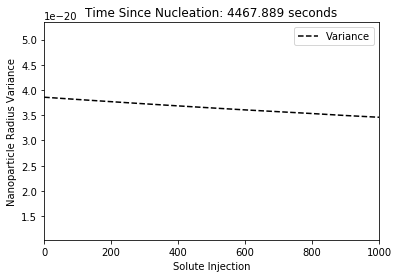 Time Since Nucleation: 4467.889 seconds
1e−20
Variance
5.0
4.5
4.0
3.5
3.0
2.5
2.0
1.5
Nanoparticle Radius Variance
0 200 400 600 800 1000
Solute Injection